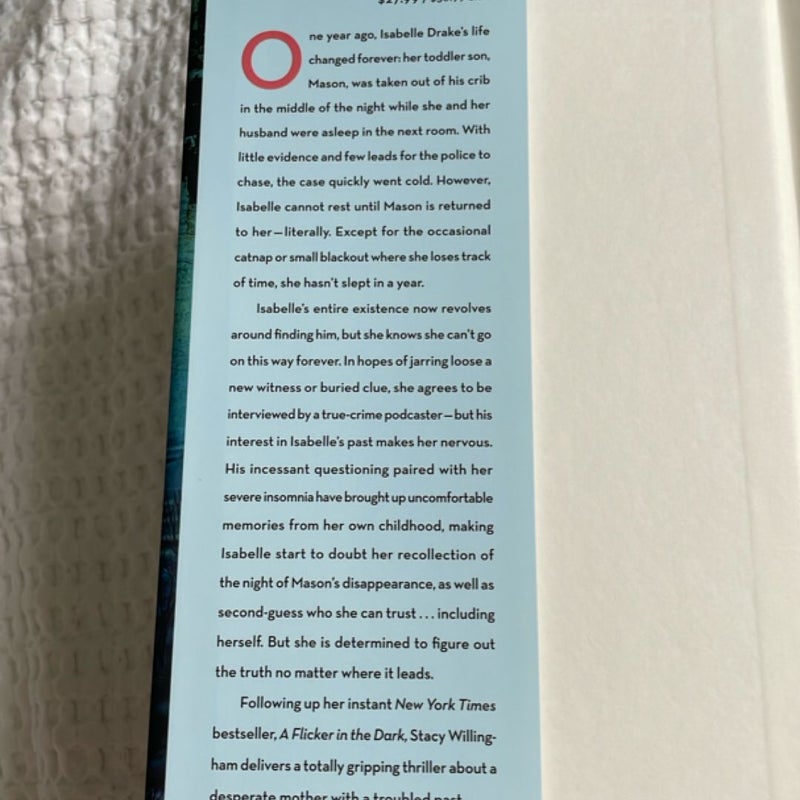 One year ago, Isabelle Drake's life
changed forever: her toddler son,
Mason, was taken out of his crib
in the middle of the night while she and her
husband were asleep in the next room. With
little evidence and few leads for the police to
chase, the case quickly went cold. However,
Isabelle cannot rest until Mason is returned
to her—literally. Except for the occasional
catnap or small blackout where she loses track
of time, she hasn't slept in a year.
Isabelle's entire existence now revolves
around finding him, but she knows she can't go
on this way forever. In hopes of jarring loose a
new witness or buried clue, she agrees to be
interviewed by a true-crime podcaster—but his
interest in Isabelle's past makes her nervous.
His incessant questioning paired with her
severe insomnia have brought up uncomfortable
memories from her own childhood, making
Isabelle start to doubt her recollection of
the night of Mason's disappearance, as well as
second-guess who she can trust . . . including
herself. But she is determined to figure out
the truth no matter where it leads.
Following up her instant New York Times
bestseller, A Flicker in the Dark, Stacy Willing-
ham delivers a totally gripping thriller about a
desperate mother with a troubled past.